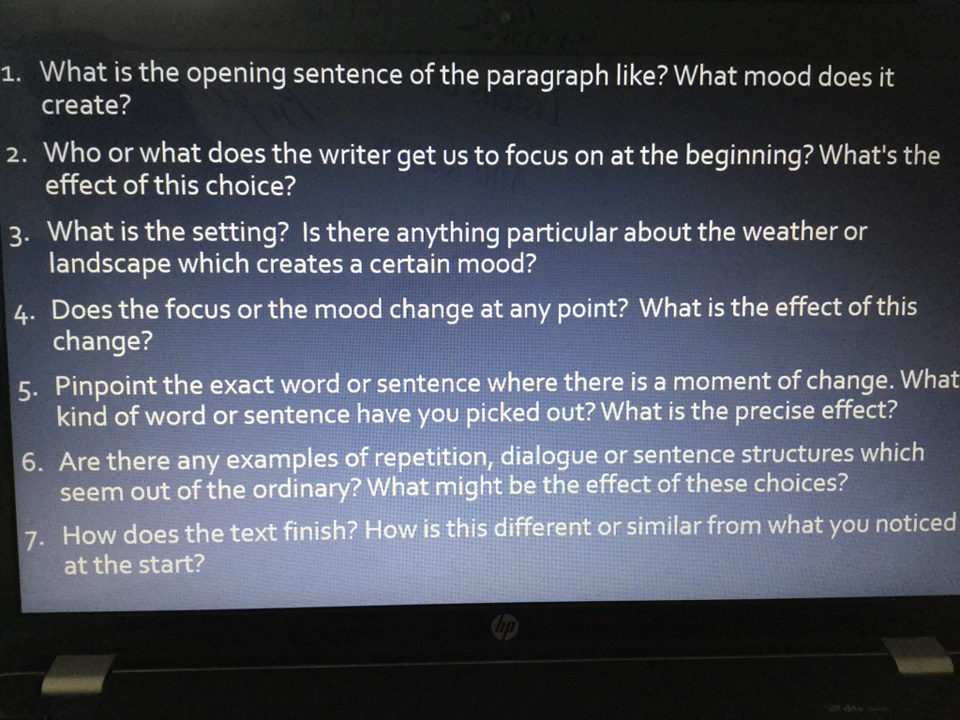 1. What is the opening sentence of the paragraph like? What mood does it
create?
2. Who or what does the writer get us to focus on at the beginning? What's the
effect of this choice?
3. What is the setting? Is there anything particular about the weather or
landscape which creates a certain mood?
4. Does the focus or the mood change at any point? What is the effect of this
change?
5. Pinpoint the exact word or sentence where there is a moment of change. What
kind of word or sentence have you picked out? What is the precise effect?
6. Are there any examples of repetition, dialogue or sentence structures which
seem out of the ordinary? What might be the effect of these choices?
7. How does the text finish? How is this different or similar from what you noticed
at the start?
hp